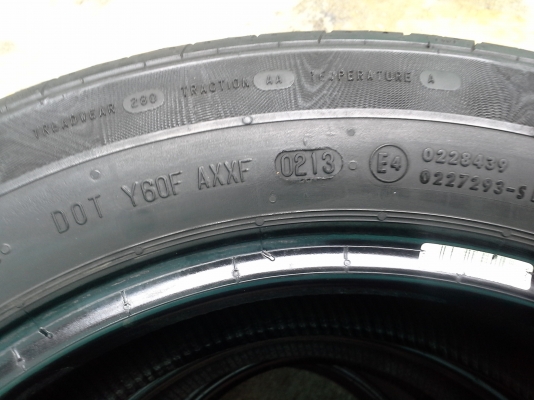 TREADWEAR 280 TRACTION AA TEMPERATURE A
DOT Y60F AXXF 0213 E4 0228439
0227293-S